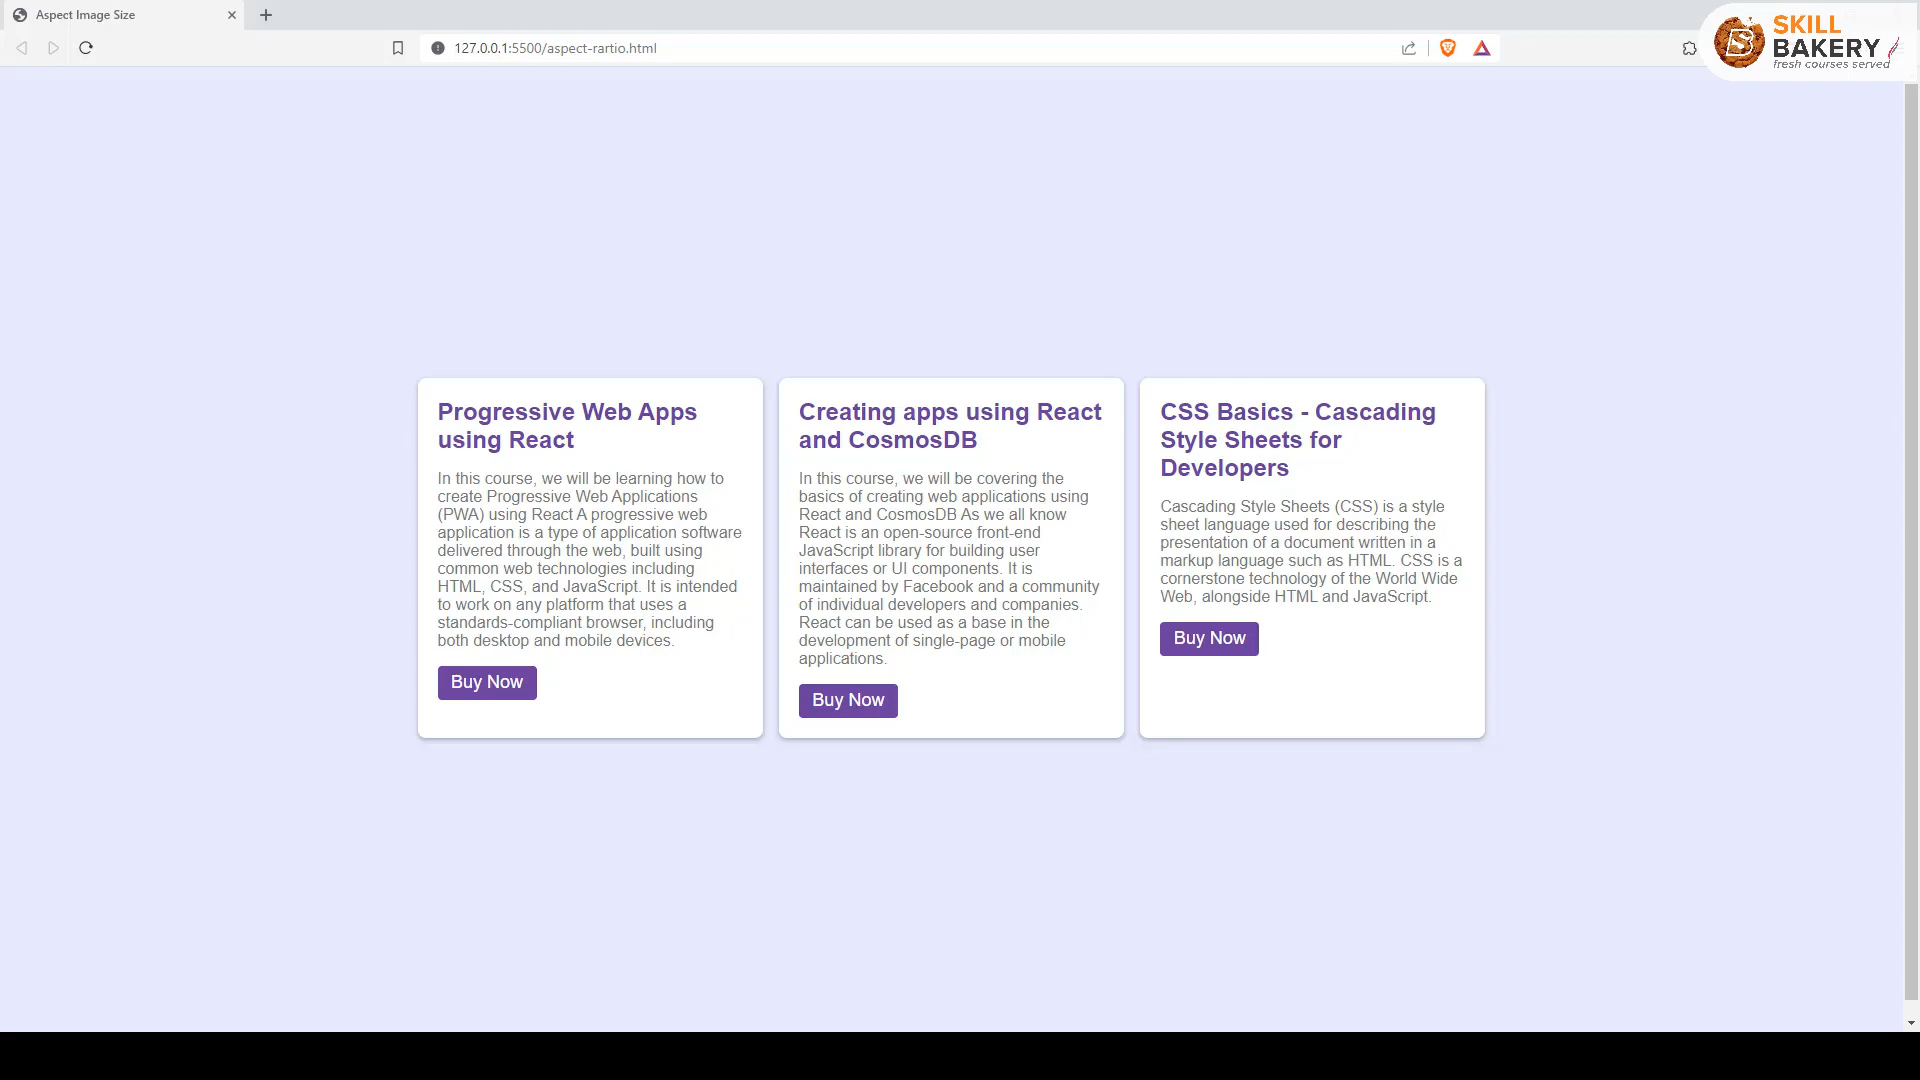 Aspect Image Size
127.0.0.1:5500/aspect-rartio.html
SKILL
BAKERY
fresh courses served
Progressive Web Apps
using React
In this course, we will be learning how to
create Progressive Web Applications
(PWA) using React A progressive web
application is a type of application software
delivered through the web, built using
common web technologies including
HTML, CSS, and JavaScript. It is intended
to work on any platform that uses a
standards-compliant browser, including
both desktop and mobile devices.
Buy Now
Creating apps using React
and CosmosDB
In this course, we will be covering the
basics of creating web applications using
React and CosmosDB As we all know
React is an open-source front-end
JavaScript library for building user
interfaces or UI components. It is
maintained by Facebook and a community
of individual developers and companies.
React can be used as a base in the
development of single-page or mobile
applications.
Buy Now
CSS Basics - Cascading
Style Sheets for
Developers
Cascading Style Sheets (CSS) is a style
sheet language used for describing the
presentation of a document written in a
markup language such as HTML. CSS is a
cornerstone technology of the World Wide
Web, alongside HTML and JavaScript.
Buy Now